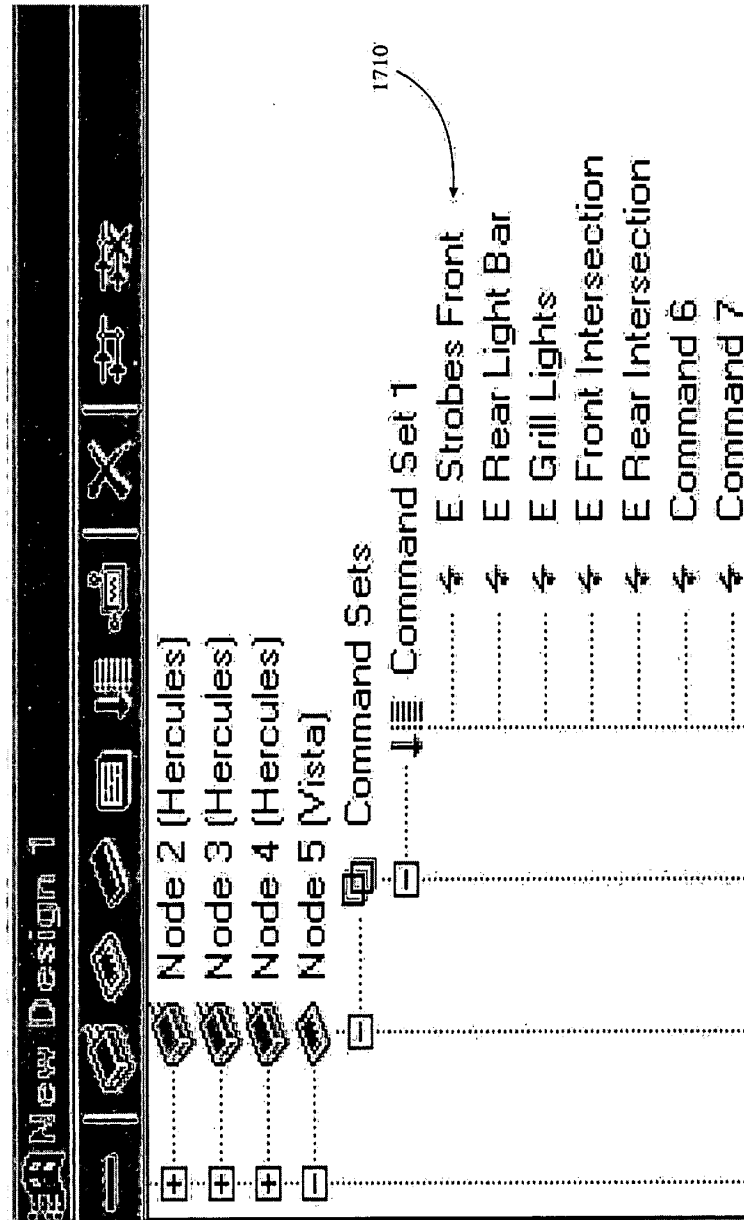 New Design 1
Node 2 (Hercules)
Node 3 (Hercules)
Node 4 (Hercules)
Node 5 (Vista)
Command Sets
Command Set 1
E Strobes Front
1710
E Rear Light Bar
E Grill Lights
E Front Intersection
E Rear Intersection
Command 6
Command 7